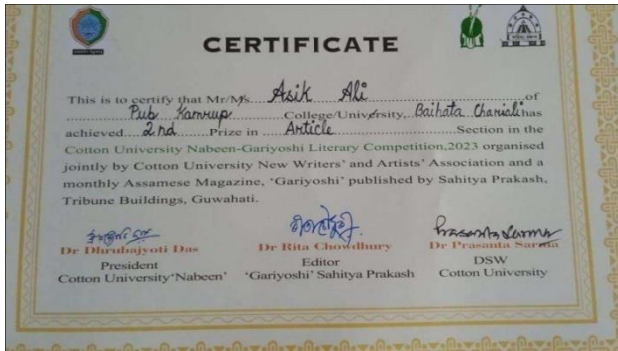 CERTIFICATE
This is to certify that Mr/Ms. Asik Ali of
Pub Kamrup College/University, Baihata Chariali has
achieved 2nd Prize in Article Section in the
Cotton University Nabeen-Gariyoshi Literary Competition,2023 organised
jointly by Cotton University New Writers' and Artists' Association and a
monthly Assamese Magazine, 'Gariyoshi' published by Sahitya Prakash,
Tribune Buildings, Guwahati.
Prasanta Sarma
Dr Dhrubajyoti Das Dr Rita Chowdhury Dr Prasanta Sarma
President Editor DSW
Cotton University'Nabeen' 'Gariyoshi' Sahitya Prakash Cotton University